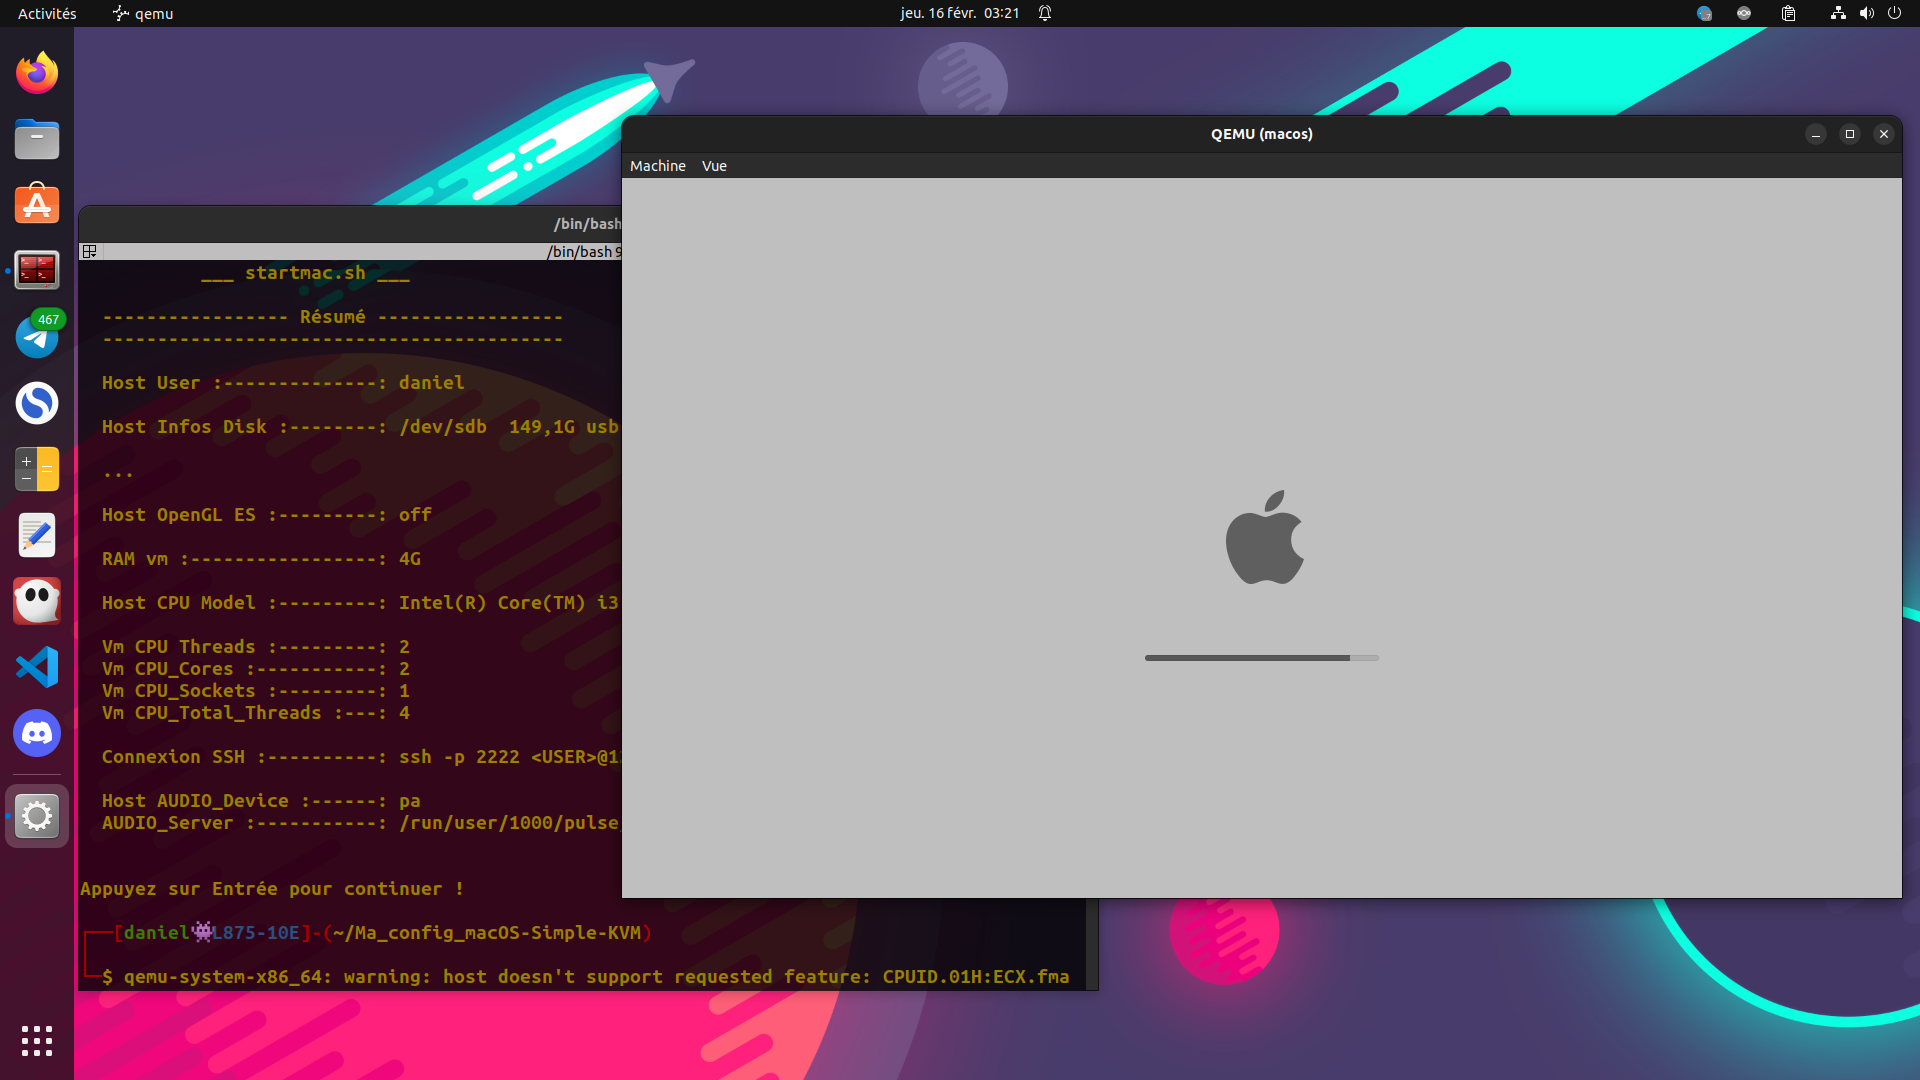 Activités
qemu
jeu. 16 févr. 03:21
467
QEMU (macos)
Machine
Vue
/bin/bash
/bin/bash 9
___ startmac.sh ___
----------------- Résumé -----------------
------------------------------------------
Host User :--------------: daniel
Host Infos Disk :--------: /dev/sdb 149,1G usb
...
Host OpenGL ES :---------: off
RAM vm :-----------------: 4G
Host CPU Model :---------: Intel(R) Core(TM) i3
Vm CPU Threads :---------: 2
Vm CPU_Cores :-----------: 2
Vm CPU_Sockets :---------: 1
Vm CPU_Total_Threads :---: 4
Connexion SSH :----------: ssh -p 2222 <USER>@1
Host AUDIO_Device :------: pa
AUDIO_Server :-----------: /run/user/1000/pulse
Appuyez sur Entrée pour continuer !
[daniel👾L875-10E]-(~/Ma_config_macOS-Simple-KVM)
$ qemu-system-x86_64: warning: host doesn't support requested feature: CPUID.01H:ECX.fma